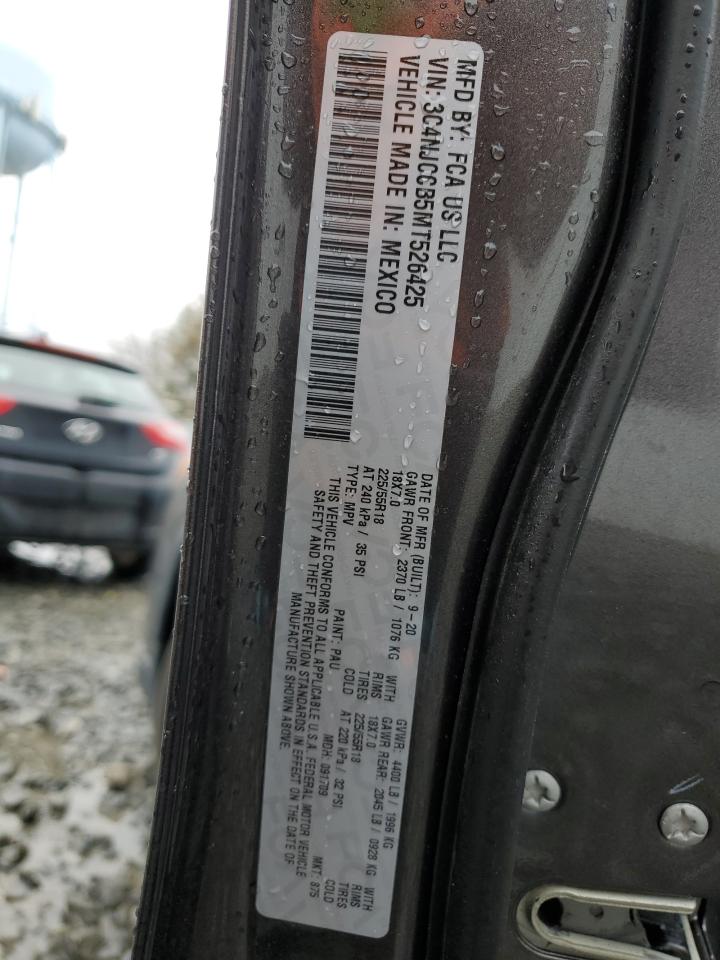 MFD BY: FCA US LLC
VIN: 3C4NJCCB5MT526425
VEHICLE MADE IN: MEXICO
DATE OF MFR (BUILT): 9-20 GVWR: 4400 LB / 1996 KG
GAWR FRONT: 2370 LB / 1076 KG WITH GAWR REAR: 2045 LB / 0928 KG WITH
18X7.0 RIMS 18X7.0 RIMS
225/55R18 TIRES 225/55R18 TIRES
AT 240 kPa / 35 PSI COLD AT 220 kPa / 32 PSI COLD
TYPE: MPV PAINT: PAU MDH: 091709 MKT: 875
THIS VEHICLE CONFORMS TO ALL APPLICABLE U.S.A. FEDERAL MOTOR VEHICLE
SAFETY AND THEFT PREVENTION STANDARDS IN EFFECT ON THE DATE OF
MANUFACTURE SHOWN ABOVE.